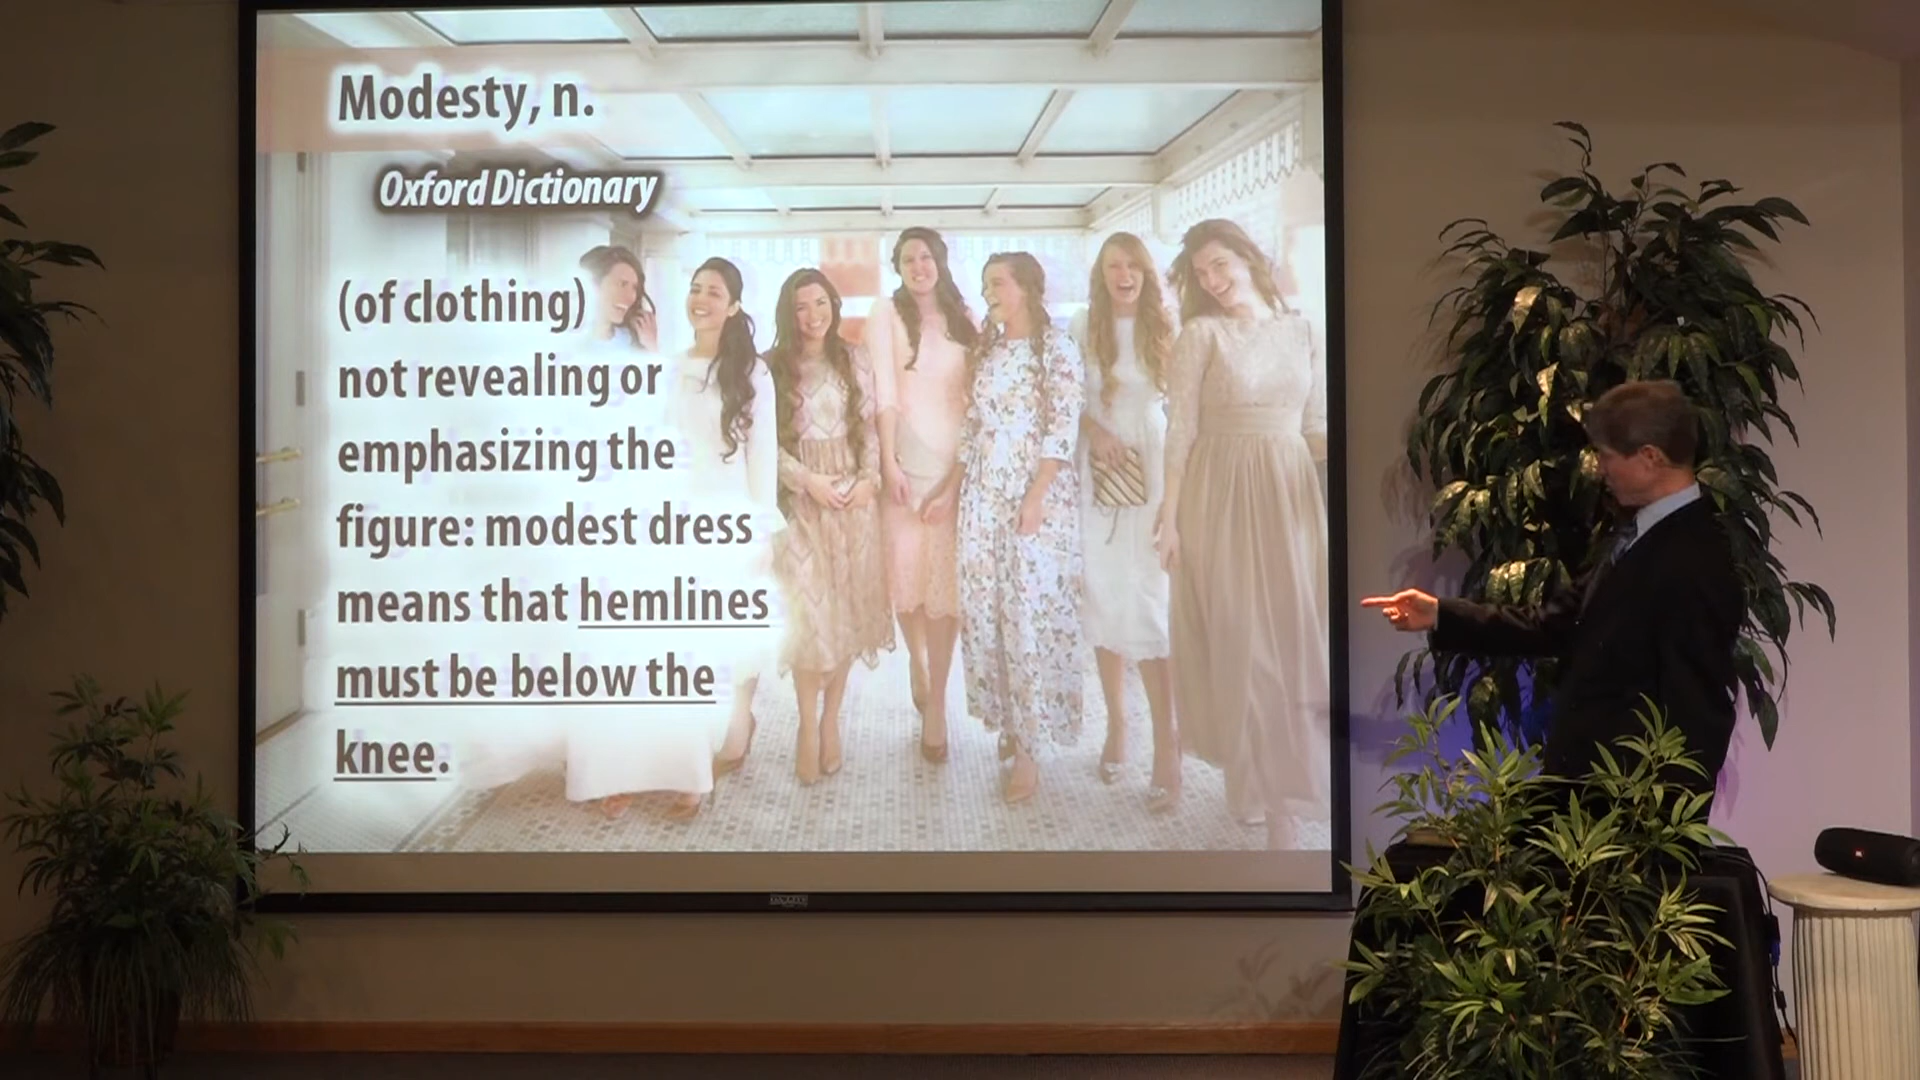 Modesty, n.
Oxford Dictionary
(of clothing)
not revealing or
emphasizing the
figure: modest dress
means that hemlines
must be below the
knee.
JBL